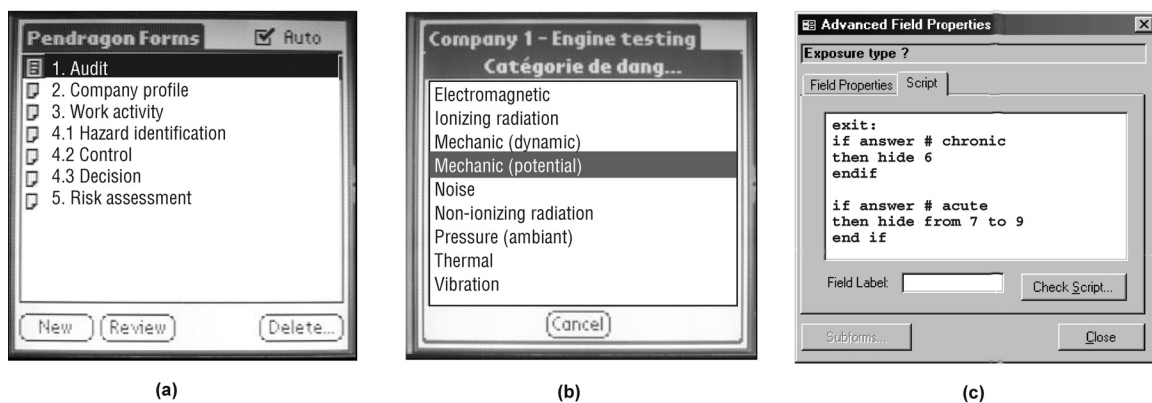 Pendragon Forms Auto
1. Audit
2. Company profile
3. Work activity
4.1 Hazard identification
4.2 Control
4.3 Decision
5. Risk assessment
New Review Delete...
(a)
Company 1 - Engine testing
Catégorie de dang...
Electromagnetic
Ionizing radiation
Mechanic (dynamic)
Mechanic (potential)
Noise
Non-ionizing radiation
Pressure (ambiant)
Thermal
Vibration
Cancel
(b)
Advanced Field Properties
Exposure type ?
Field Properties Script
exit:
if answer # chronic
then hide 6
endif
if answer # acute
then hide from 7 to 9
end if
Field Label:
Check Script...
Subforms... Close
(c)